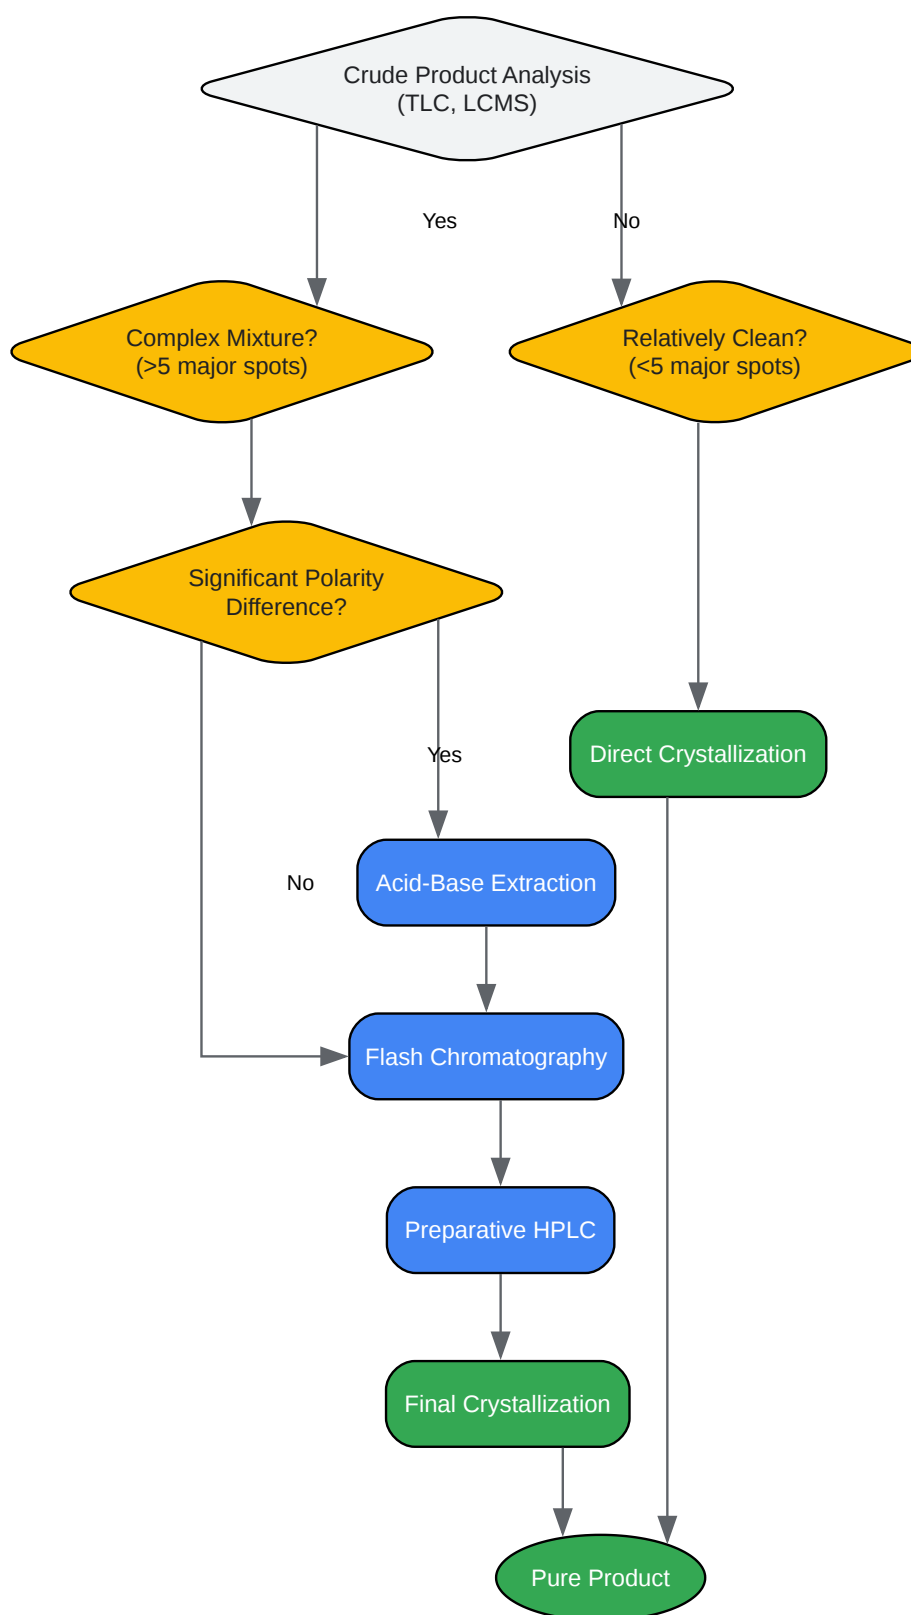 Crude Product Analysis
(TLC, LCMS)
Yes
No
Complex Mixture?
(>5 major spots)
Relatively Clean?
(<5 major spots)
Significant Polarity
Difference?
Yes
Direct Crystallization
No
Acid-Base Extraction
Flash Chromatography
Preparative HPLC
Final Crystallization
Pure Product